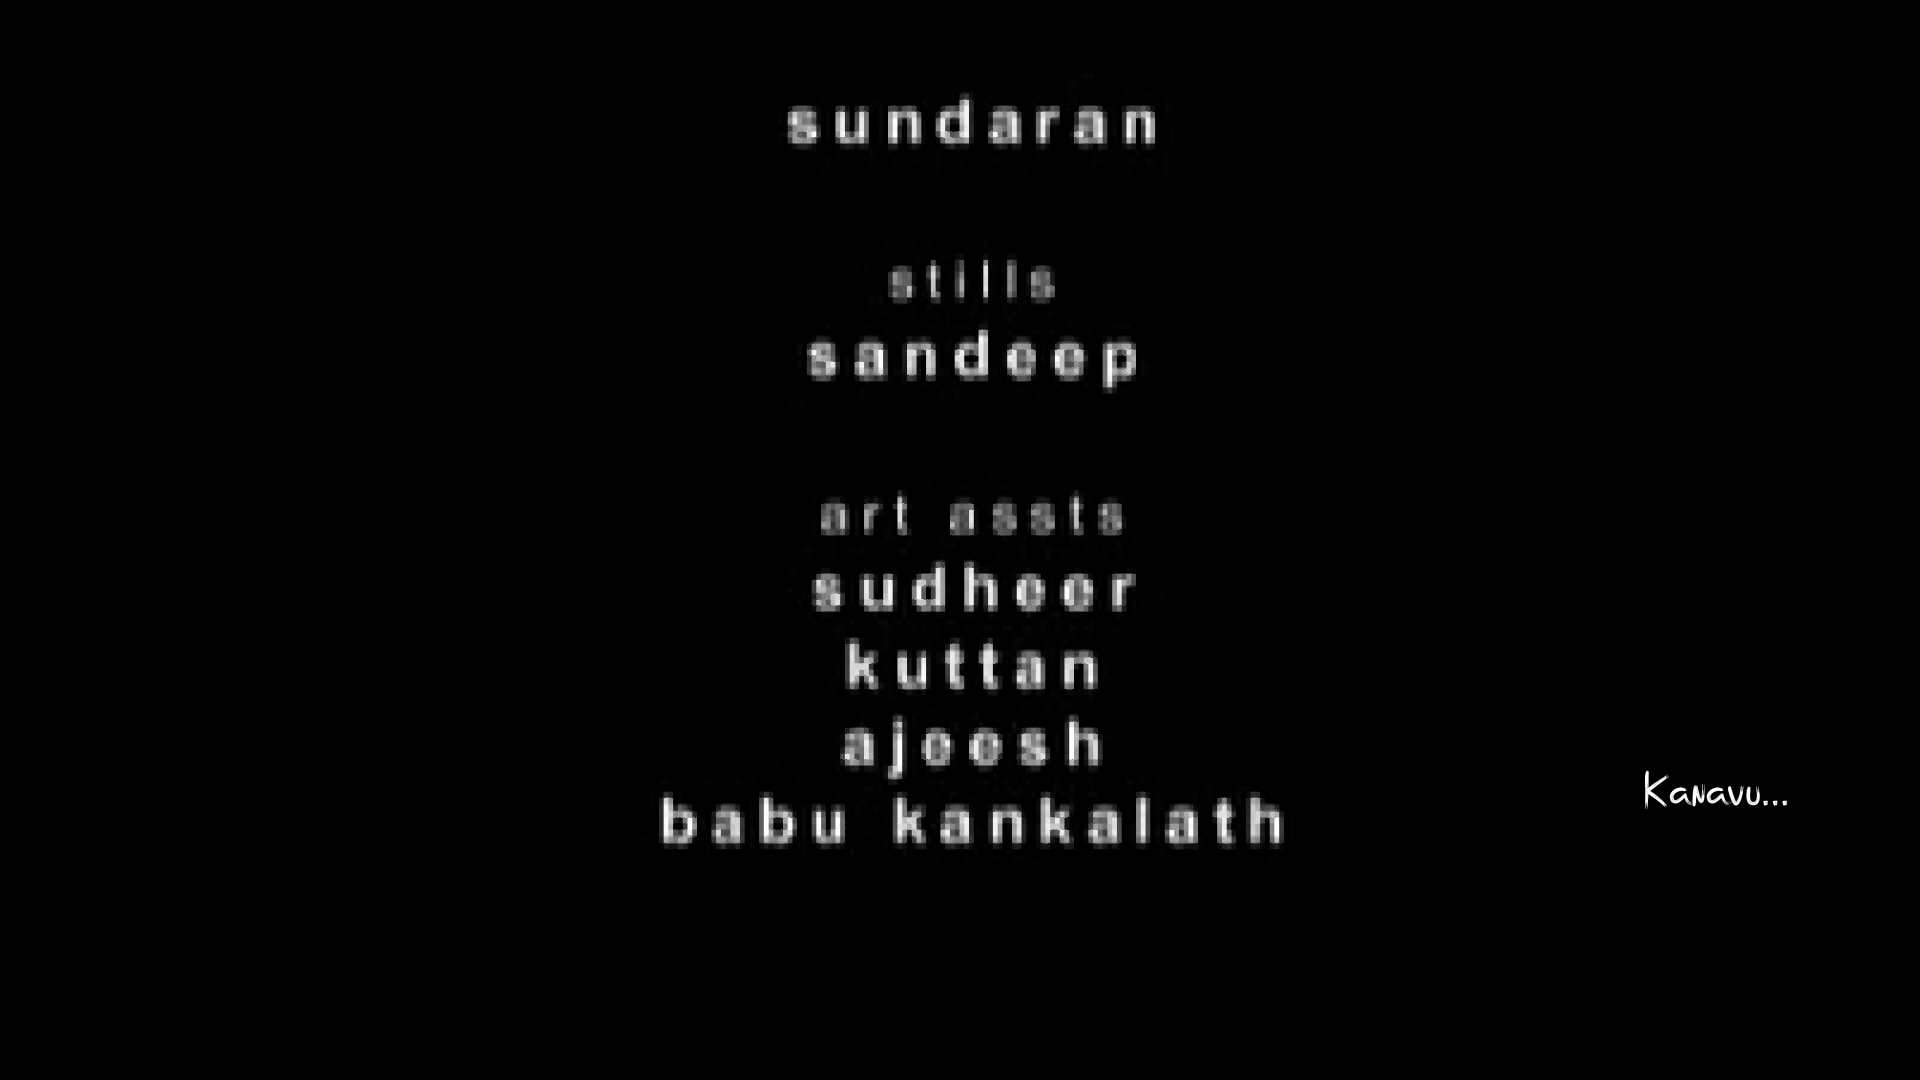 sundaran
stills
sandeep
art assts
sudheer
kuttan
ajeesh
babu kankalath
Kanavu...